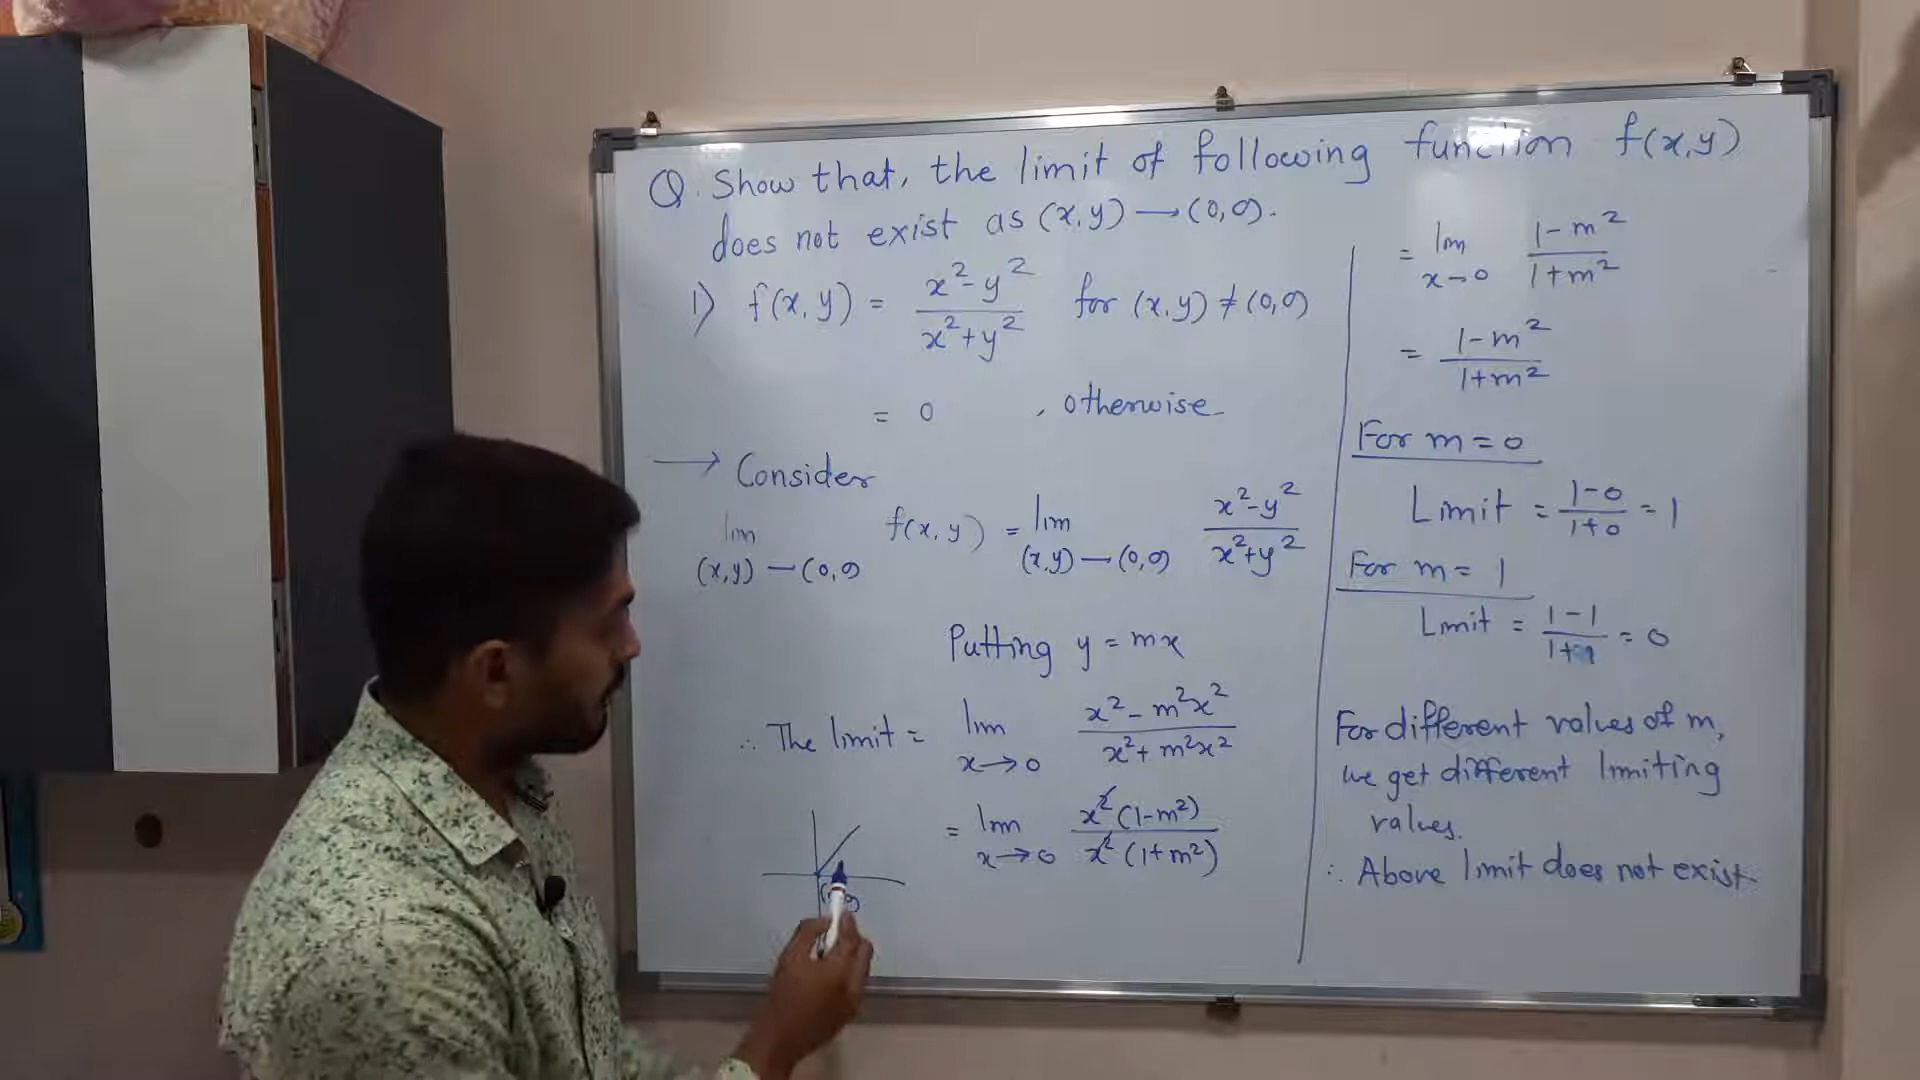 Q. Show that, the limit of following function f(x,y)
does not exist as (x,y) → (0,0).
1) f(x,y) = x²-y² / x²+y² for (x,y) ≠ (0,0)
= 0 , otherwise
→ Consider
lim (x,y) → (0,0) f(x,y) = lim (x,y) → (0,0) x²-y² / x²+y²
Putting y = mx
∴ The limit = lim x→0 x² - m²x² / x² + m²x²
= lim x→0 x²(1-m²) / x²(1+m²)
= lim x→0 1-m² / 1+m²
= 1-m² / 1+m²
For m = 0
Limit = 1-0 / 1+0 = 1
For m = 1
Limit = 1-1 / 1+1 = 0
For different values of m,
we get different limiting
values.
∴ Above limit does not exist